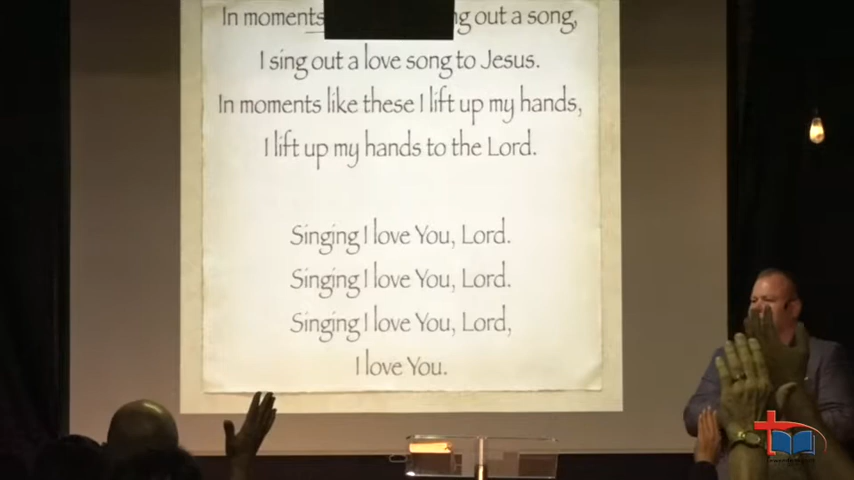 In moments ng out a song,
I sing out a love song to Jesus.
In moments like these I lift up my hands,
I lift up my hands to the Lord.
Singing I love You, Lord.
Singing I love You, Lord.
Singing I love You, Lord,
I love You.